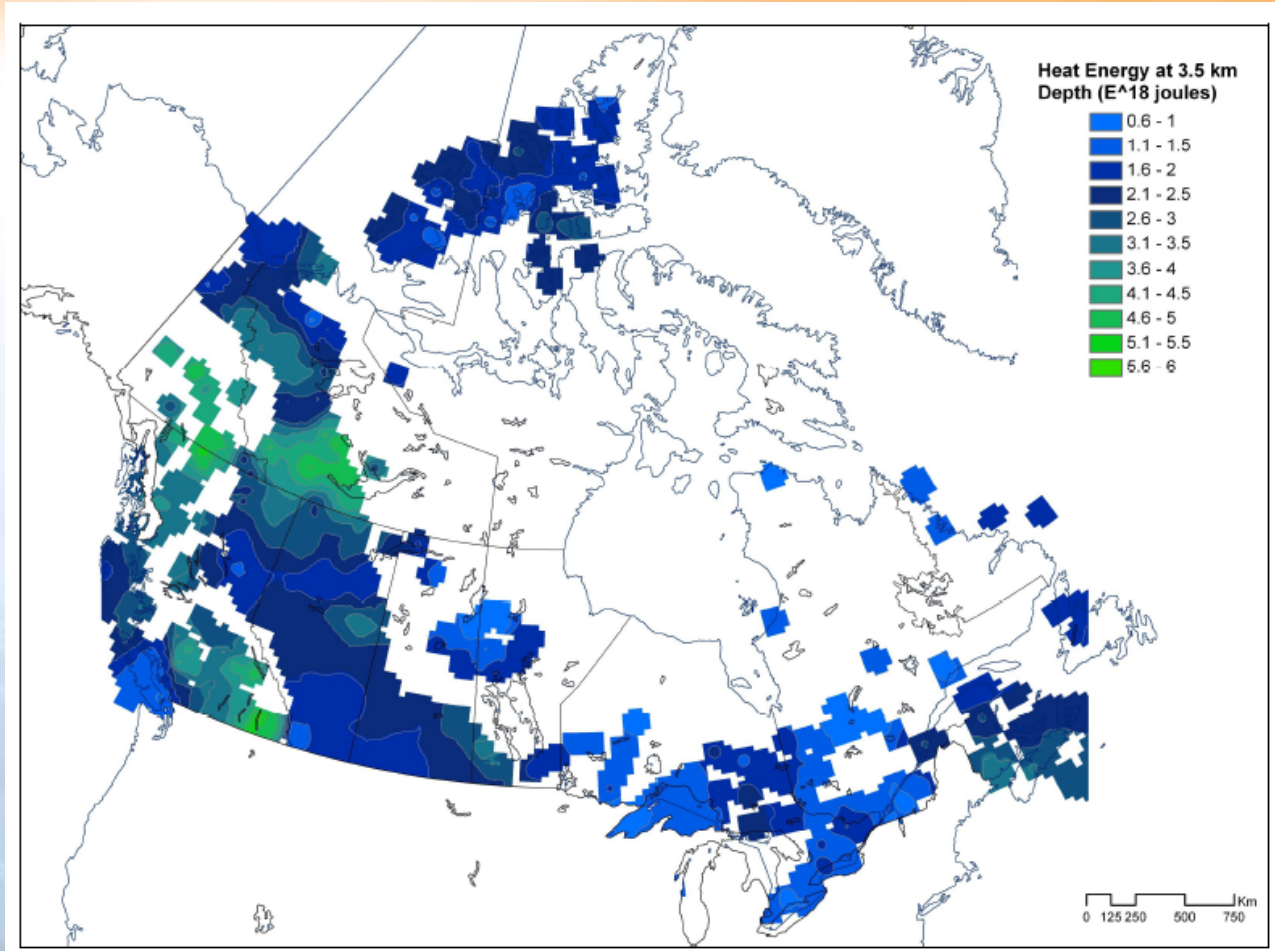 Heat Energy at 3.5 km
Depth (E^18 joules)
0.6 - 1
1.1 - 1.5
1.6 - 2
2.1 - 2.5
2.6 - 3
3.1 - 3.5
3.6 - 4
4.1 - 4.5
4.6 - 5
5.1 - 5.5
5.6 - 6
Km
0 125 250 500 750